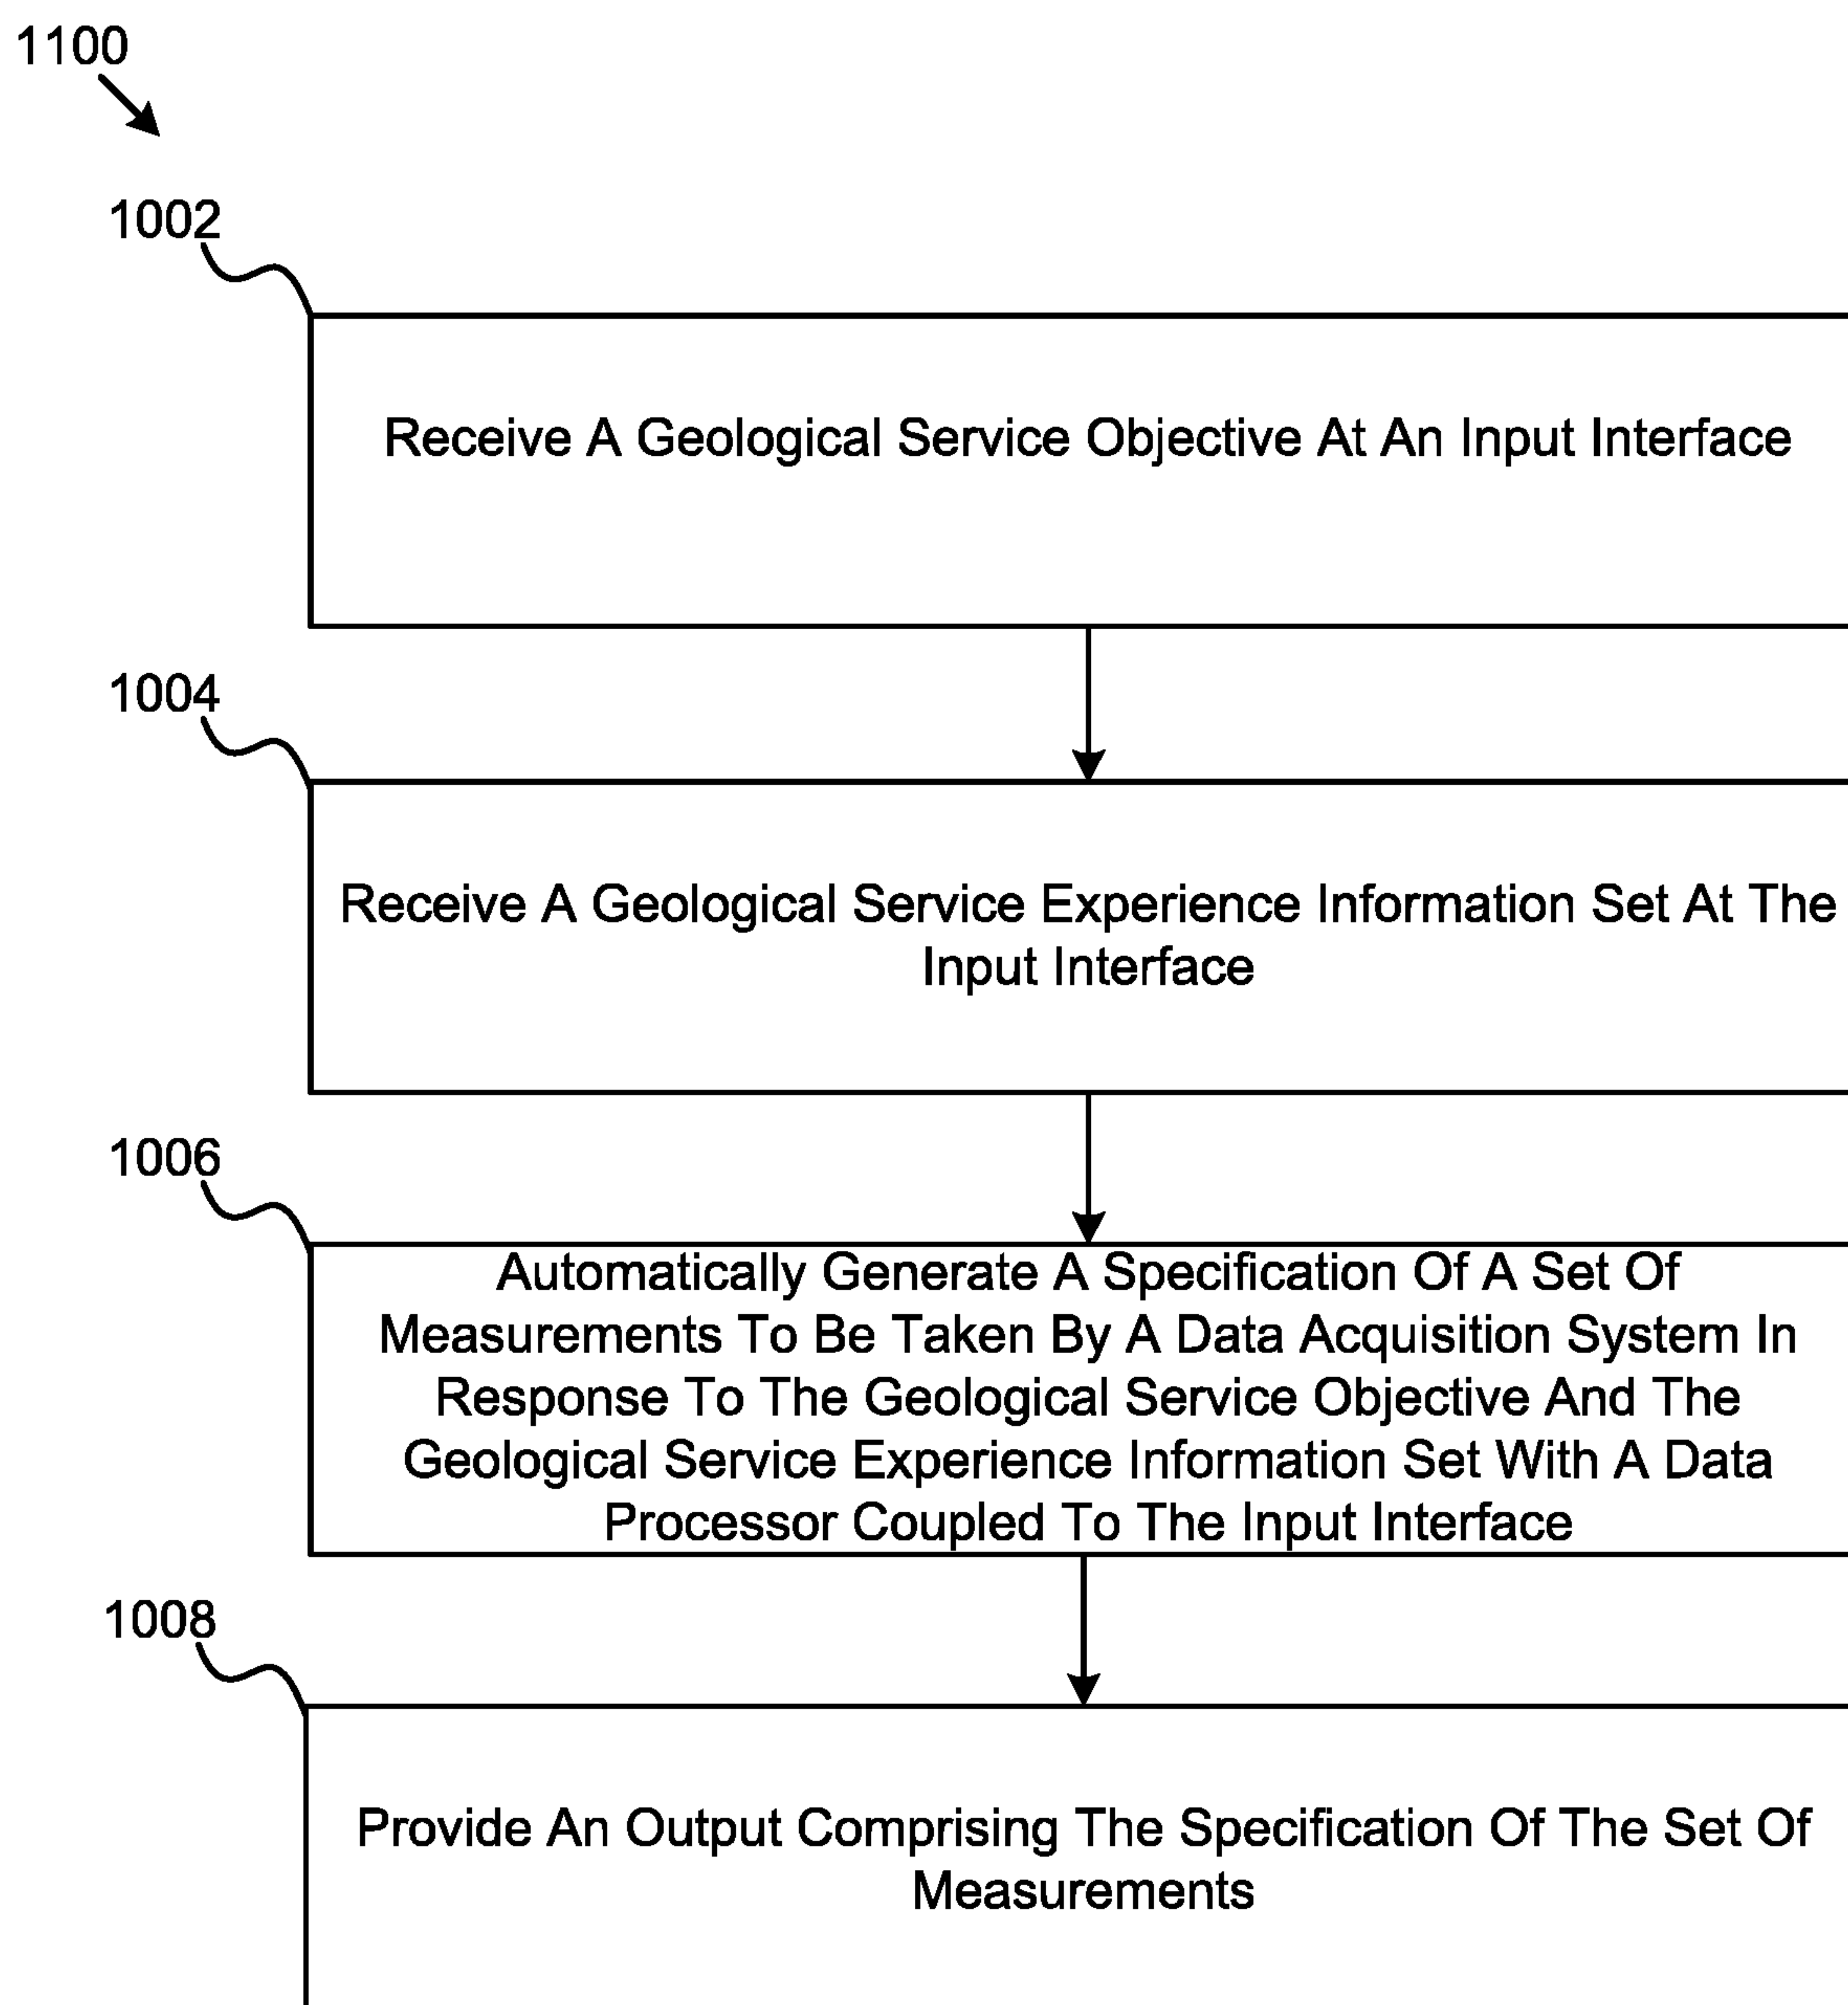 1100
1002
Receive A Geological Service Objective At An Input Interface
1004
Receive A Geological Service Experience Information Set At The
Input Interface
1006
Automatically Generate A Specification Of A Set Of
Measurements To Be Taken By A Data Acquisition System In
Response To The Geological Service Objective And The
Geological Service Experience Information Set With A Data
Processor Coupled To The Input Interface
1008
Provide An Output Comprising The Specification Of The Set Of
Measurements